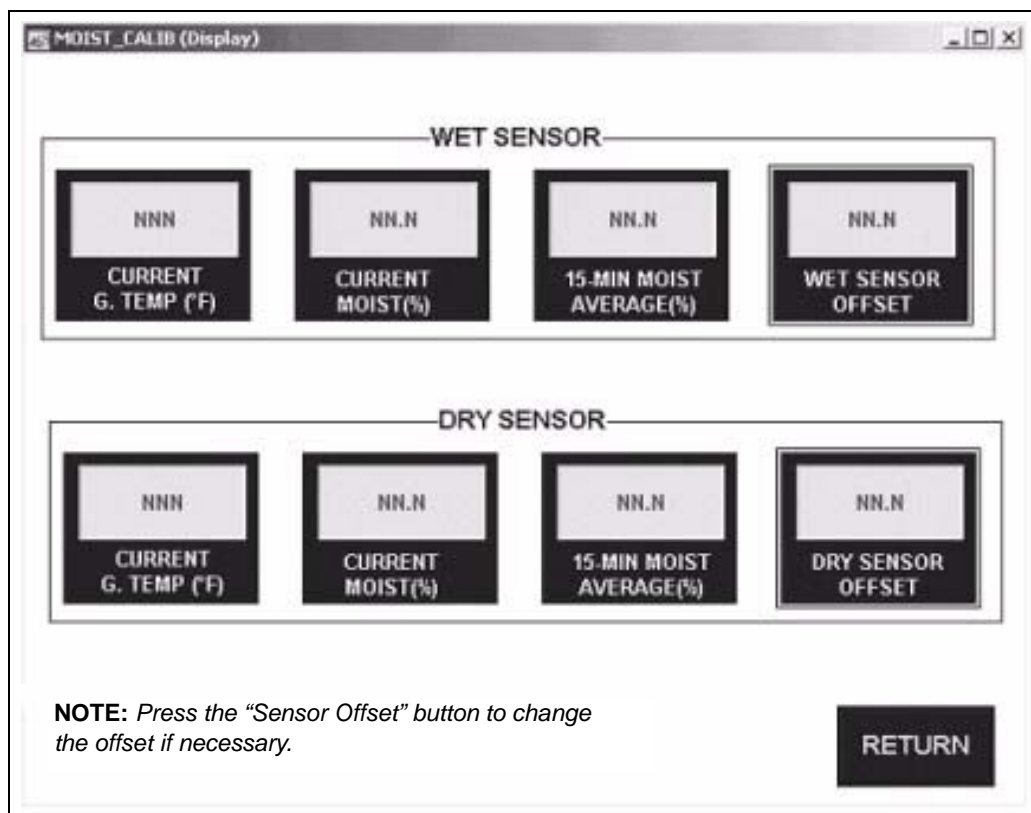 MOIST_CALIB (Display)
WET SENSOR
NNN
NN.N
NN.N
NN.N
CURRENT
G. TEMP (°F)
CURRENT
MOIST(%)
15-MIN MOIST
AVERAGE(%)
WET SENSOR
OFFSET
DRY SENSOR
NNN
NN.N
NN.N
NN.N
CURRENT
G. TEMP (°F)
CURRENT
MOIST(%)
15-MIN MOIST
AVERAGE(%)
DRY SENSOR
OFFSET
NOTE: Press the “Sensor Offset” button to change
the offset if necessary.
RETURN